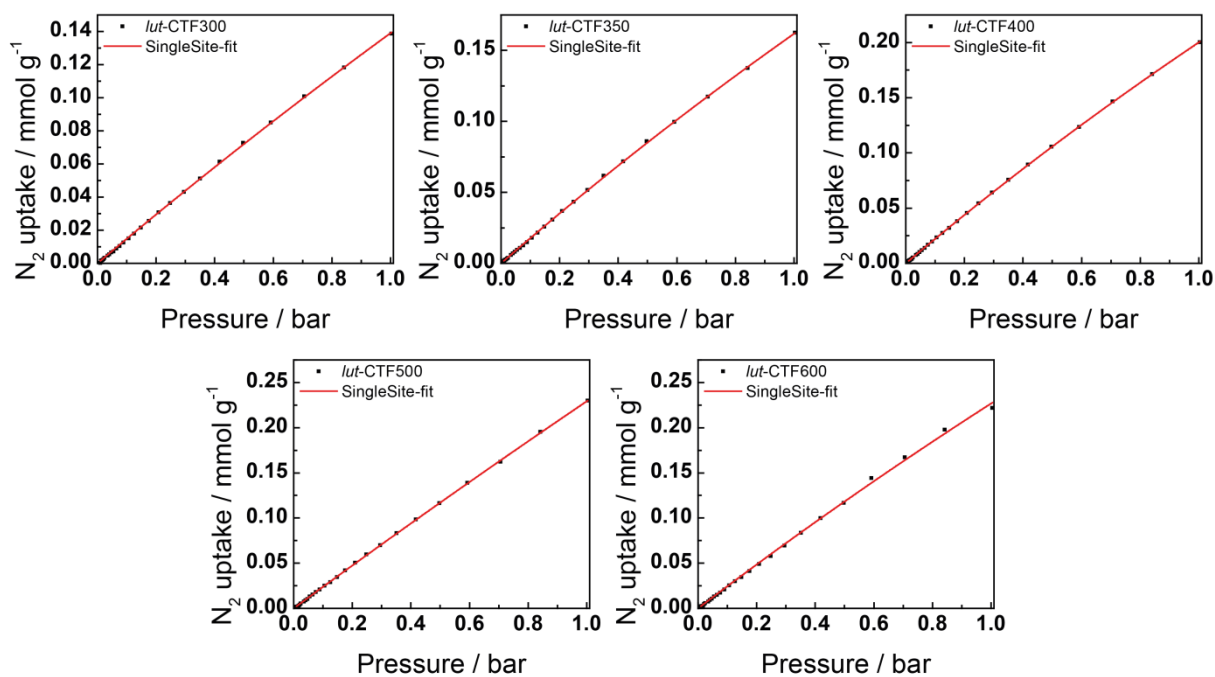 lut-CTF300
SingleSite-fit
N₂ uptake / mmol g⁻¹
0.14
0.12
0.10
0.08
0.06
0.04
0.02
0.00
0.0 0.2 0.4 0.6 0.8 1.0
Pressure / bar
lut-CTF350
SingleSite-fit
N₂ uptake / mmol g⁻¹
0.15
0.10
0.05
0.00
0.0 0.2 0.4 0.6 0.8 1.0
Pressure / bar
lut-CTF400
SingleSite-fit
N₂ uptake / mmol g⁻¹
0.20
0.15
0.10
0.05
0.00
0.0 0.2 0.4 0.6 0.8 1.0
Pressure / bar
lut-CTF500
SingleSite-fit
N₂ uptake / mmol g⁻¹
0.25
0.20
0.15
0.10
0.05
0.00
0.0 0.2 0.4 0.6 0.8 1.0
Pressure / bar
lut-CTF600
SingleSite-fit
N₂ uptake / mmol g⁻¹
0.25
0.20
0.15
0.10
0.05
0.00
0.0 0.2 0.4 0.6 0.8 1.0
Pressure / bar